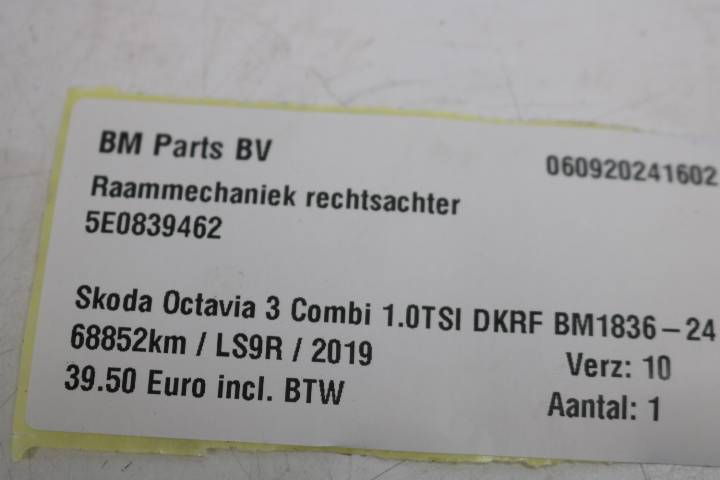 BM Parts BV 060920241602
Raammechaniek rechtsachter
5E0839462
Skoda Octavia 3 Combi 1.0TSI DKRF BM1836-24
68852km / LS9R / 2019 Verz: 10
39.50 Euro incl. BTW Aantal: 1